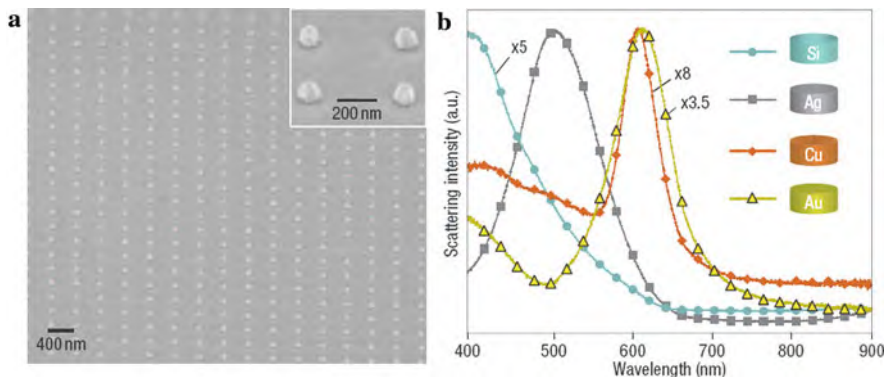 a
200 nm
400 nm
b
Scattering intensity (a.u.)
x5
x8
x3.5
Si
Ag
Cu
Au
400 500 600 700 800 900
Wavelength (nm)